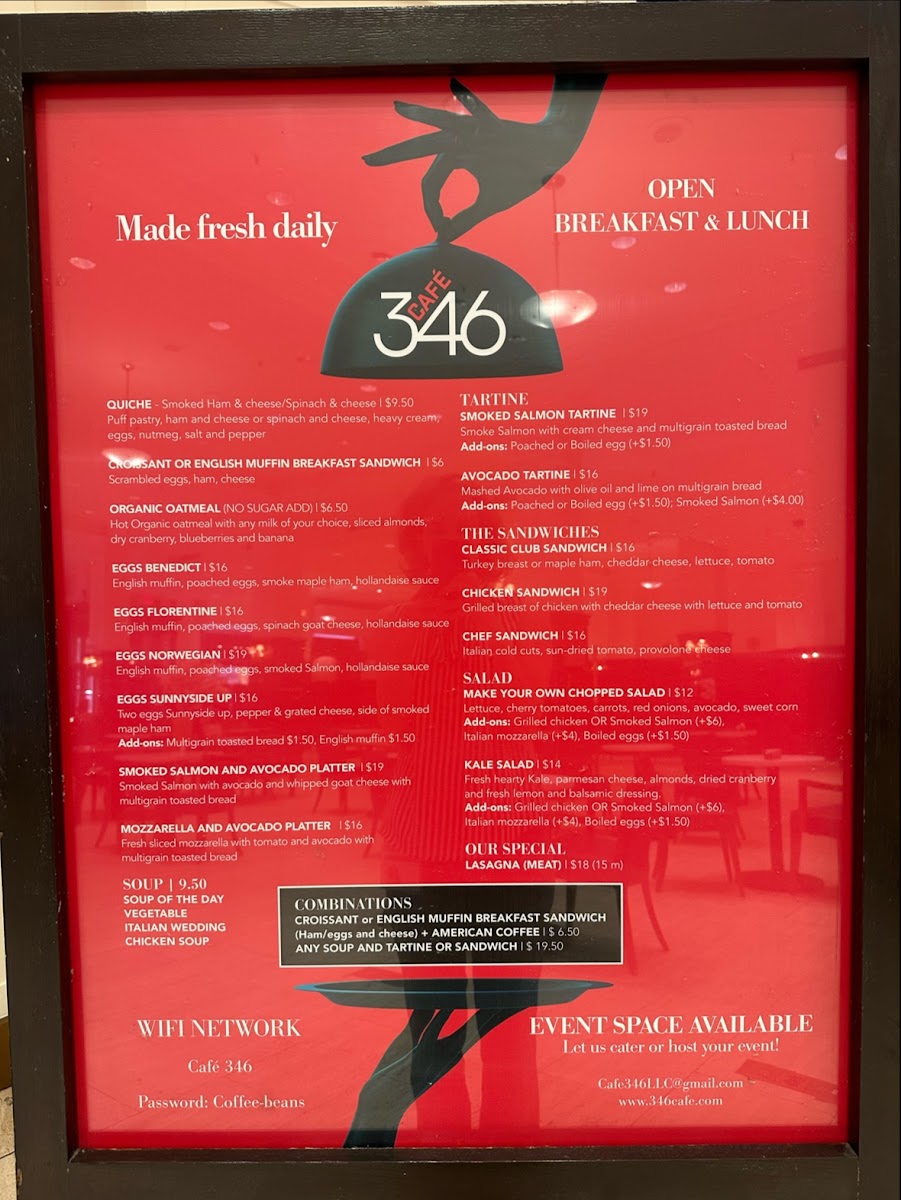 Made fresh daily
OPEN
BREAKFAST & LUNCH
CAFÉ
346
QUICHE - Smoked Ham & cheese/Spinach & cheese | $9.50
Puff pastry, ham and cheese or spinach and cheese, heavy cream,
eggs, nutmeg, salt and pepper
CROISSANT OR ENGLISH MUFFIN BREAKFAST SANDWICH | $6
Scrambled eggs, ham, cheese
ORGANIC OATMEAL (NO SUGAR ADD) | $6.50
Hot Organic oatmeal with any milk of your choice, sliced almonds,
dry cranberry, blueberries and banana
EGGS BENEDICT | $16
English muffin, poached eggs, smoke maple ham, hollandaise sauce
EGGS FLORENTINE | $16
English muffin, poached eggs, spinach goat cheese, hollandaise sauce
EGGS NORWEGIAN | $19
English muffin, poached eggs, smoked Salmon, hollandaise sauce
EGGS SUNNYSIDE UP | $16
Two eggs Sunnyside up, pepper & grated cheese, side of smoked
maple ham
Add-ons: Multigrain toasted bread $1.50, English muffin $1.50
SMOKED SALMON AND AVOCADO PLATTER | $19
Smoked Salmon with avocado and whipped goat cheese with
multigrain toasted bread
MOZZARELLA AND AVOCADO PLATTER | $16
Fresh sliced mozzarella with tomato and avocado with
multigrain toasted bread
SOUP | 9.50
SOUP OF THE DAY
VEGETABLE
ITALIAN WEDDING
CHICKEN SOUP
TARTINE
SMOKED SALMON TARTINE | $19
Smoke Salmon with cream cheese and multigrain toasted bread
Add-ons: Poached or Boiled egg (+$1.50)
AVOCADO TARTINE | $16
Mashed Avocado with olive oil and lime on multigrain bread
Add-ons: Poached or Boiled egg (+$1.50); Smoked Salmon (+$4.00)
THE SANDWICHES
CLASSIC CLUB SANDWICH | $16
Turkey breast or maple ham, cheddar cheese, lettuce, tomato
CHICKEN SANDWICH | $19
Grilled breast of chicken with cheddar cheese with lettuce and tomato
CHEF SANDWICH | $16
Italian cold cuts, sun-dried tomato, provolone cheese
SALAD
MAKE YOUR OWN CHOPPED SALAD | $12
Lettuce, cherry tomatoes, carrots, red onions, avocado, sweet corn
Add-ons: Grilled chicken OR Smoked Salmon (+$6),
Italian mozzarella (+$4), Boiled eggs (+$1.50)
KALE SALAD | $14
Fresh hearty Kale, parmesan cheese, almonds, dried cranberry
and fresh lemon and balsamic dressing.
Add-ons: Grilled chicken OR Smoked Salmon (+$6),
Italian mozzarella (+$4), Boiled eggs (+$1.50)
OUR SPECIAL
LASAGNA (MEAT) | $18 (15 m)
COMBINATIONS
CROISSANT or ENGLISH MUFFIN BREAKFAST SANDWICH
(Ham/eggs and cheese) + AMERICAN COFFEE | $ 6.50
ANY SOUP AND TARTINE OR SANDWICH | $ 19.50
WIFI NETWORK
Café 346
Password: Coffee-beans
EVENT SPACE AVAILABLE
Let us cater or host your event!
Cafe346LLC@gmail.com
www.346cafe.com